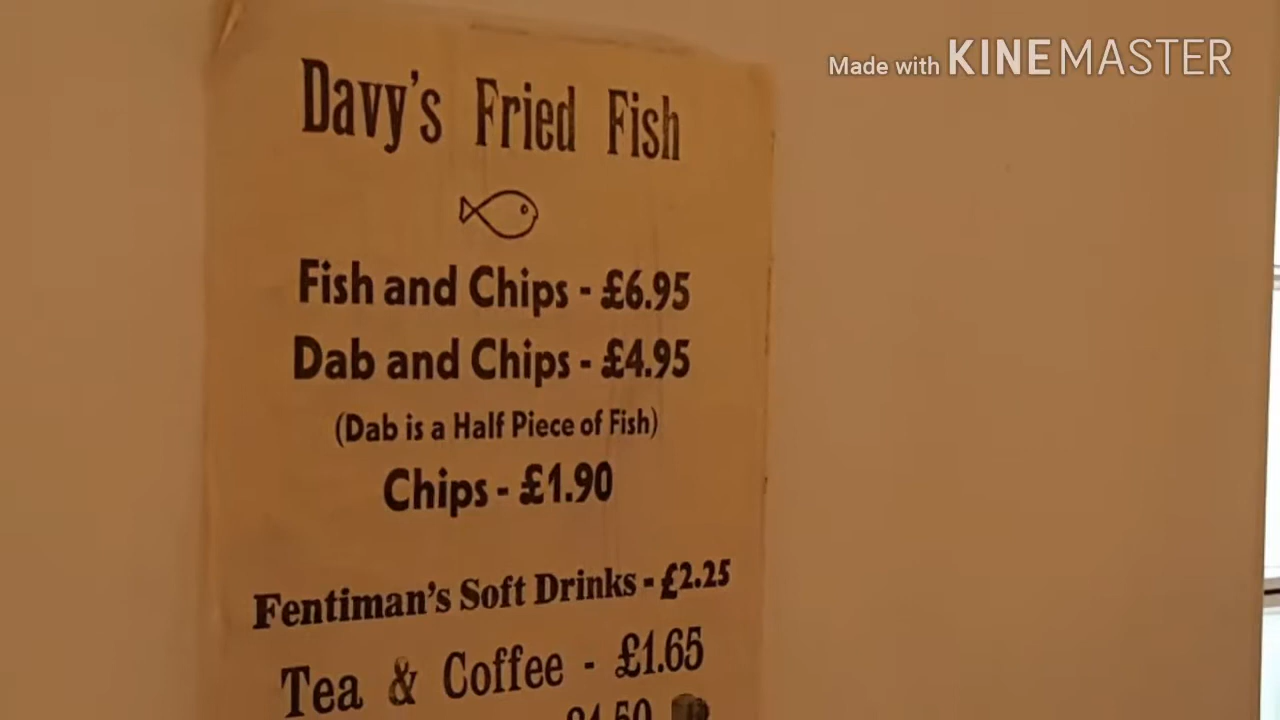 Made with KINEMASTER
Davy's Fried Fish
Fish and Chips - £6.95
Dab and Chips - £4.95
(Dab is a Half Piece of Fish)
Chips - £1.90
Fentiman's Soft Drinks - £2.25
Tea & Coffee - £1.65